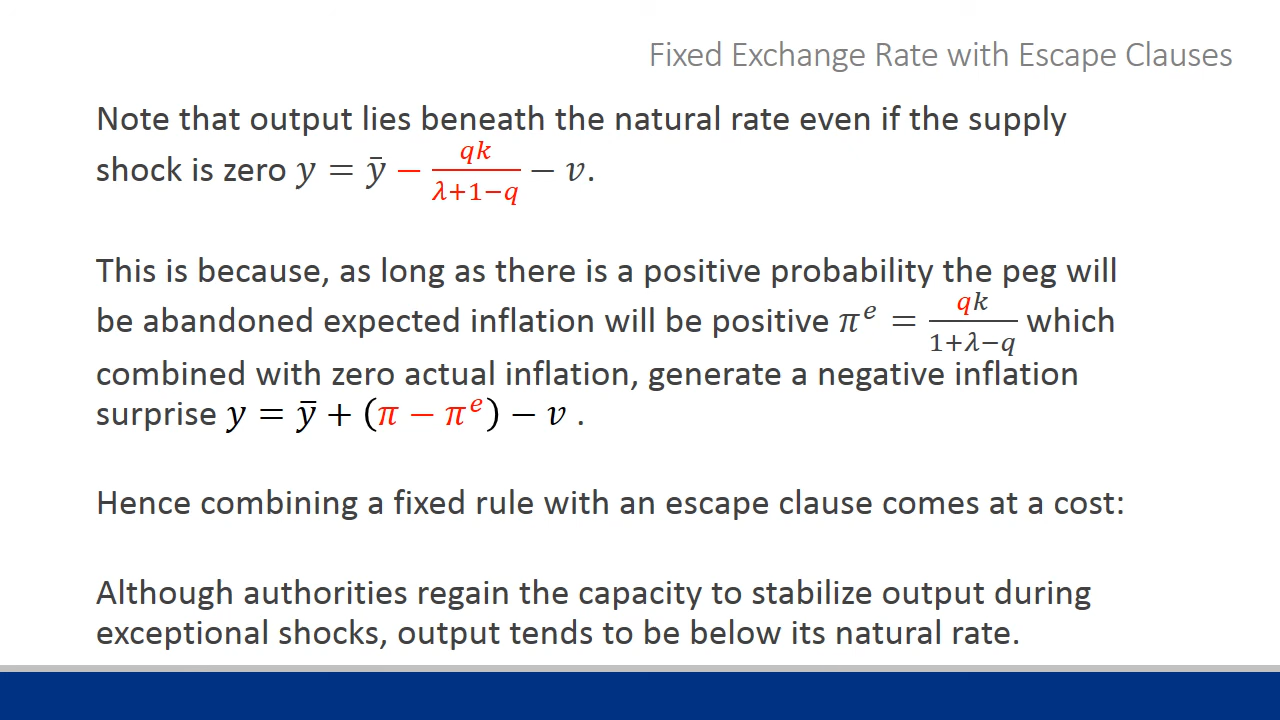 Fixed Exchange Rate with Escape Clauses
Note that output lies beneath the natural rate even if the supply
shock is zero 𝑦 = ȳ − 𝑞𝑘/(𝜆+1−𝑞) − 𝑣.
This is because, as long as there is a positive probability the peg will
be abandoned expected inflation will be positive 𝜋ᵉ = 𝑞𝑘/(1+𝜆−𝑞) which
combined with zero actual inflation, generate a negative inflation
surprise 𝑦 = ȳ + (𝜋 − 𝜋ᵉ) − 𝑣 .
Hence combining a fixed rule with an escape clause comes at a cost:
Although authorities regain the capacity to stabilize output during
exceptional shocks, output tends to be below its natural rate.